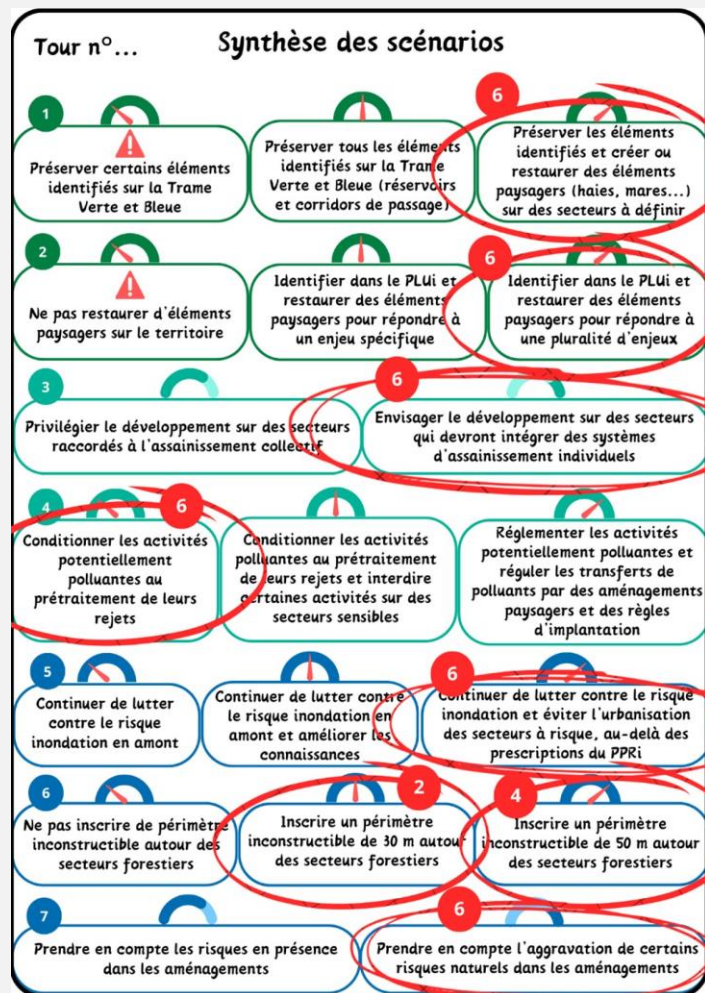 Tour n°...
Synthèse des scénarios
1
Préserver certains éléments
identifiés sur la Trame
Verte et Bleue
Préserver tous les éléments
identifiés sur la Trame
Verte et Bleue (réservoirs
et corridors de passage)
6
Préserver les éléments
identifiés et créer ou
restaurer des éléments
paysagers (haies, mares...)
sur des secteurs à définir
2
Ne pas restaurer d'éléments
paysagers sur le territoire
Identifier dans le PLUi et
restaurer des éléments
paysagers pour répondre à
un enjeu spécifique
6
Identifier dans le PLUi et
restaurer des éléments
paysagers pour répondre à
une pluralité d'enjeux
3
Privilégier le développement sur des secteurs
raccordés à l'assainissement collectif
6
Envisager le développement sur des secteurs
qui devront intégrer des systèmes
d'assainissement individuels
4
6
Conditionner les activités
potentiellement
polluantes au
prétraitement de leurs
rejets
Conditionner les activités
polluantes au prétraitement
de leurs rejets et interdire
certaines activités sur des
secteurs sensibles
Réglementer les activités
potentiellement polluantes et
réguler les transferts de
polluants par des aménagements
paysagers et des règles
d'implantation
5
Continuer de lutter
contre le risque
inondation en amont
Continuer de lutter contre
le risque inondation en
amont et améliorer les
connaissances
6
Continuer de lutter contre le risque
inondation et éviter l'urbanisation
des secteurs à risque, au-delà des
prescriptions du PPRi
6
Ne pas inscrire de périmètre
inconstructible autour des
secteurs forestiers
2
Inscrire un périmètre
inconstructible de 30 m autour
des secteurs forestiers
4
Inscrire un périmètre
inconstructible de 50 m autour
des secteurs forestiers
7
Prendre en compte les risques en présence
dans les aménagements
6
Prendre en compte l'aggravation de certains
risques naturels dans les aménagements